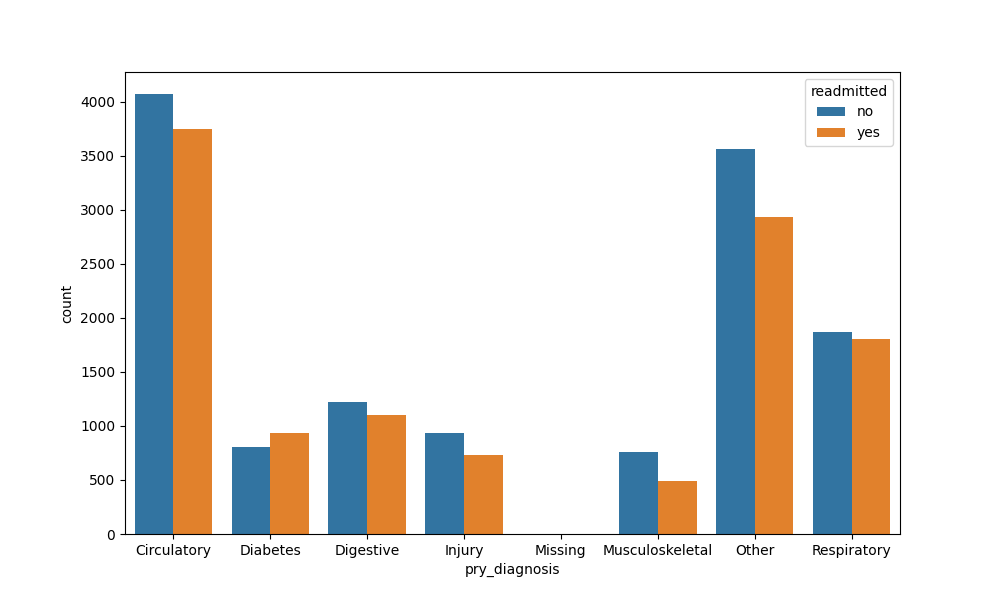 readmitted
no
yes
4000
3500
3000
2500
2000
1500
1000
500
0
count
Circulatory Diabetes Digestive Injury Missing Musculoskeletal Other Respiratory
pry_diagnosis